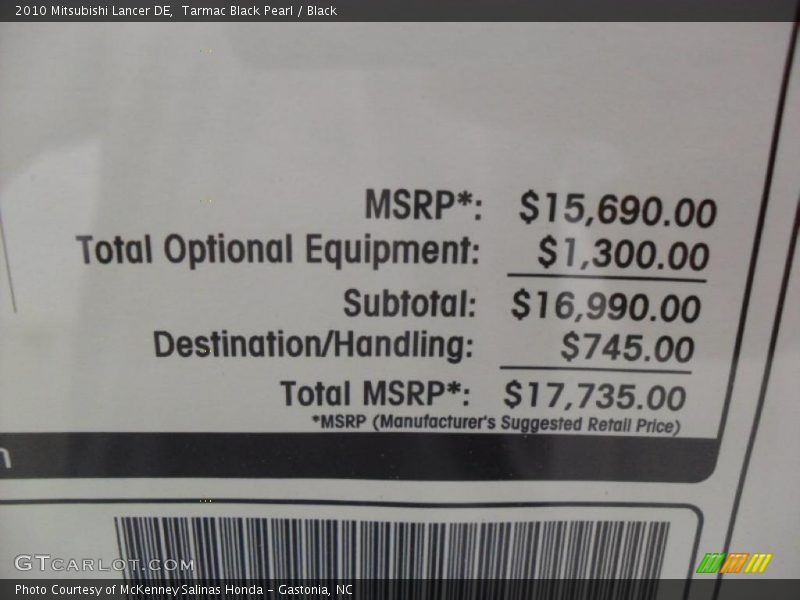 2010 Mitsubishi Lancer DE, Tarmac Black Pearl / Black
MSRP*: $15,690.00
Total Optional Equipment: $1,300.00
Subtotal: $16,990.00
Destination/Handling: $745.00
Total MSRP*: $17,735.00
*MSRP (Manufacturer's Suggested Retail Price)
GTCARLOT.COM
Photo Courtesy of McKenney Salinas Honda - Gastonia, NC